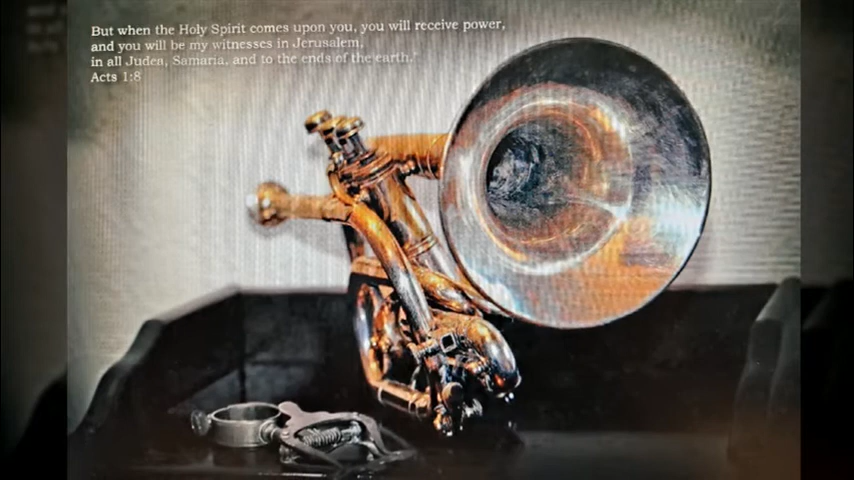 But when the Holy Spirit comes upon you, you will receive power,
and you will be my witnesses in Jerusalem,
in all Judea, Samaria, and to the ends of the earth."
Acts 1:8